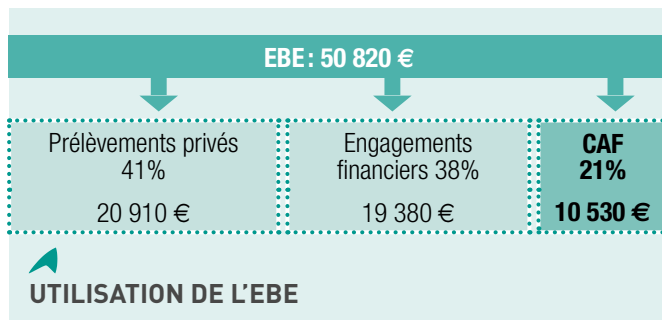 EBE : 50 820 €
Prélèvements privés
41%
20 910 €
Engagements
financiers 38%
19 380 €
CAF
21%
10 530 €
UTILISATION DE L’EBE